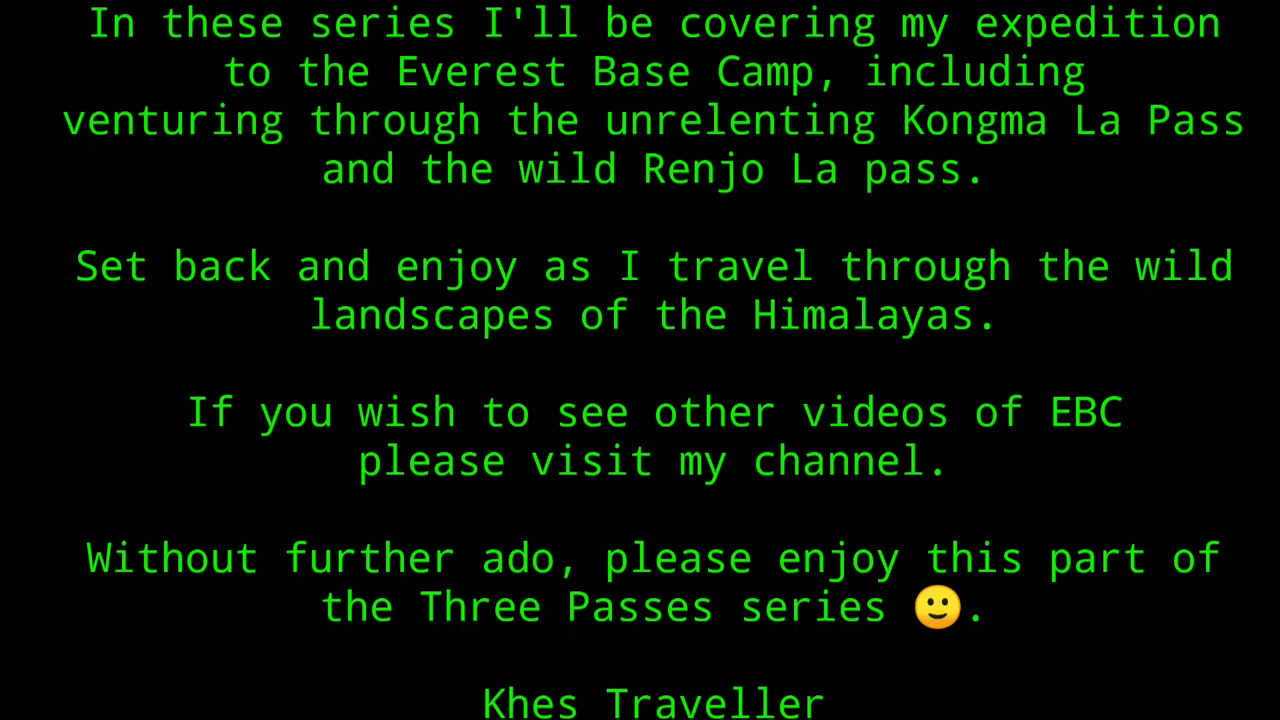 In these series I'll be covering my expedition
to the Everest Base Camp, including
venturing through the unrelenting Kongma La Pass
and the wild Renjo La pass.
Set back and enjoy as I travel through the wild
landscapes of the Himalayas.
If you wish to see other videos of EBC
please visit my channel.
Without further ado, please enjoy this part of
the Three Passes series 🙂.
Khes Traveller